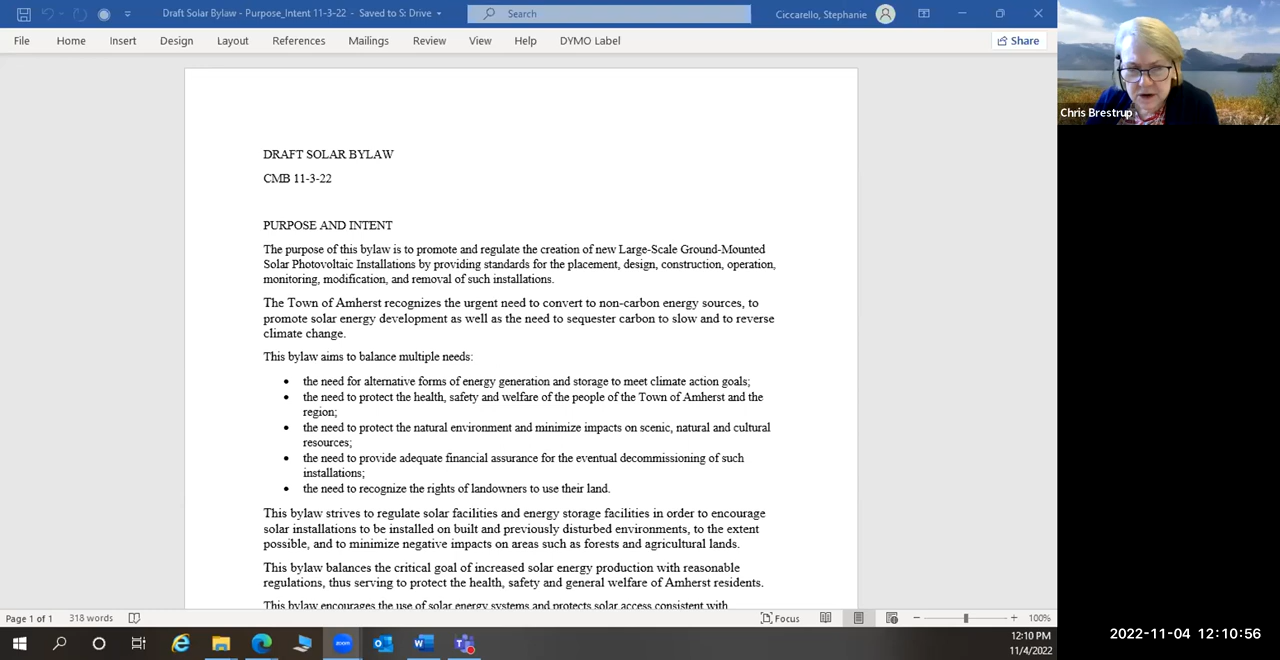 Draft Solar Bylaw - Purpose_Intent 11-3-22 - Saved to S: Drive
Search
Ciccarello, Stephanie
File Home Insert Design Layout References Mailings Review View Help DYMO Label Share
Chris Brestrup
DRAFT SOLAR BYLAW
CMB 11-3-22
PURPOSE AND INTENT
The purpose of this bylaw is to promote and regulate the creation of new Large-Scale Ground-Mounted
Solar Photovoltaic Installations by providing standards for the placement, design, construction, operation,
monitoring, modification, and removal of such installations.
The Town of Amherst recognizes the urgent need to convert to non-carbon energy sources, to
promote solar energy development as well as the need to sequester carbon to slow and to reverse
climate change.
This bylaw aims to balance multiple needs:
• the need for alternative forms of energy generation and storage to meet climate action goals;
• the need to protect the health, safety and welfare of the people of the Town of Amherst and the
region;
• the need to protect the natural environment and minimize impacts on scenic, natural and cultural
resources;
• the need to provide adequate financial assurance for the eventual decommissioning of such
installations;
• the need to recognize the rights of landowners to use their land.
This bylaw strives to regulate solar facilities and energy storage facilities in order to encourage
solar installations to be installed on built and previously disturbed environments, to the extent
possible, and to minimize negative impacts on areas such as forests and agricultural lands.
This bylaw balances the critical goal of increased solar energy production with reasonable
regulations, thus serving to protect the health, safety and general welfare of Amherst residents.
This bylaw encourages the use of solar energy systems and protects solar access consistent with
Page 1 of 1 318 words Focus 100%
zoom
12:10 PM
11/4/2022
2022-11-04 12:10:56